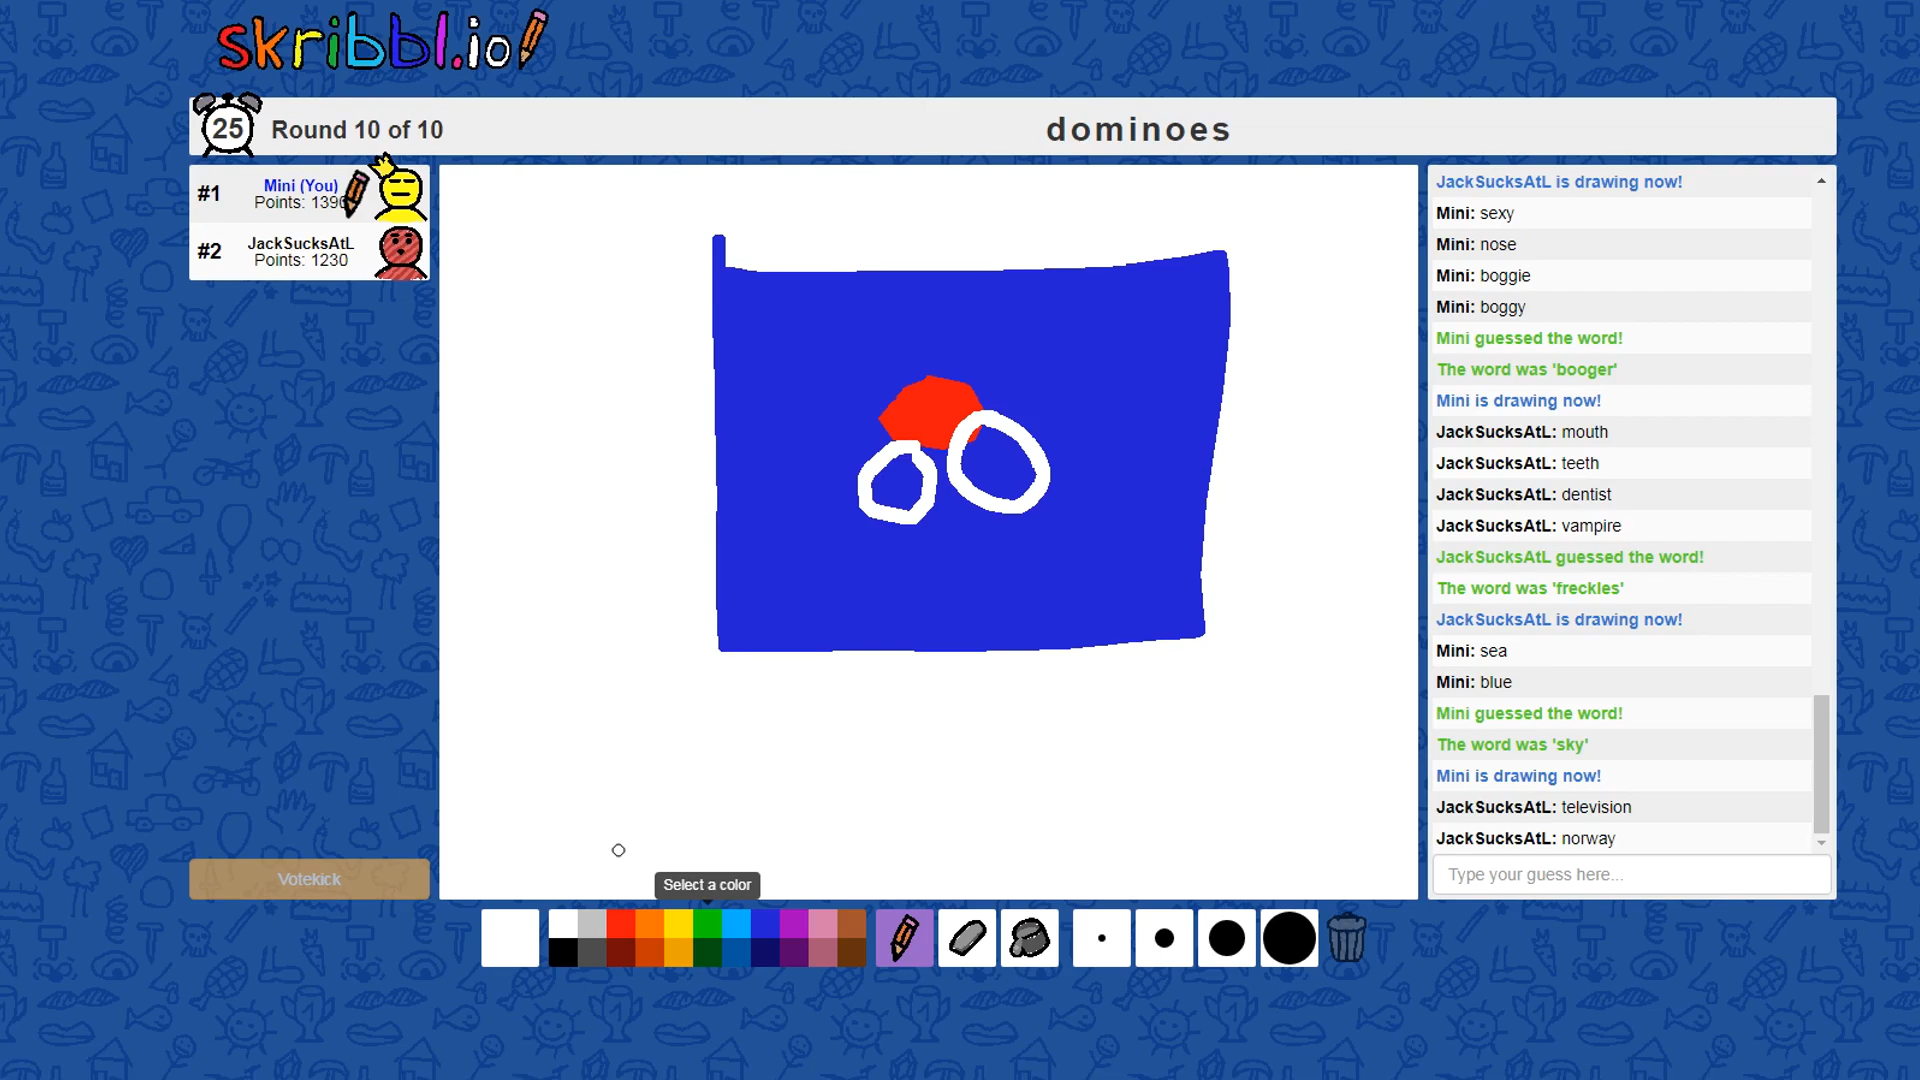 skribbl.io
25
Round 10 of 10
dominoes
#1
Mini (You)
Points: 1390
#2
JackSucksAtL
Points: 1230
JackSucksAtL is drawing now!
Mini: sexy
Mini: nose
Mini: boggie
Mini: boggy
Mini guessed the word!
The word was 'booger'
Mini is drawing now!
JackSucksAtL: mouth
JackSucksAtL: teeth
JackSucksAtL: dentist
JackSucksAtL: vampire
JackSucksAtL guessed the word!
The word was 'freckles'
JackSucksAtL is drawing now!
Mini: sea
Mini: blue
Mini guessed the word!
The word was 'sky'
Mini is drawing now!
JackSucksAtL: television
JackSucksAtL: norway
Type your guess here...
Votekick
Select a color